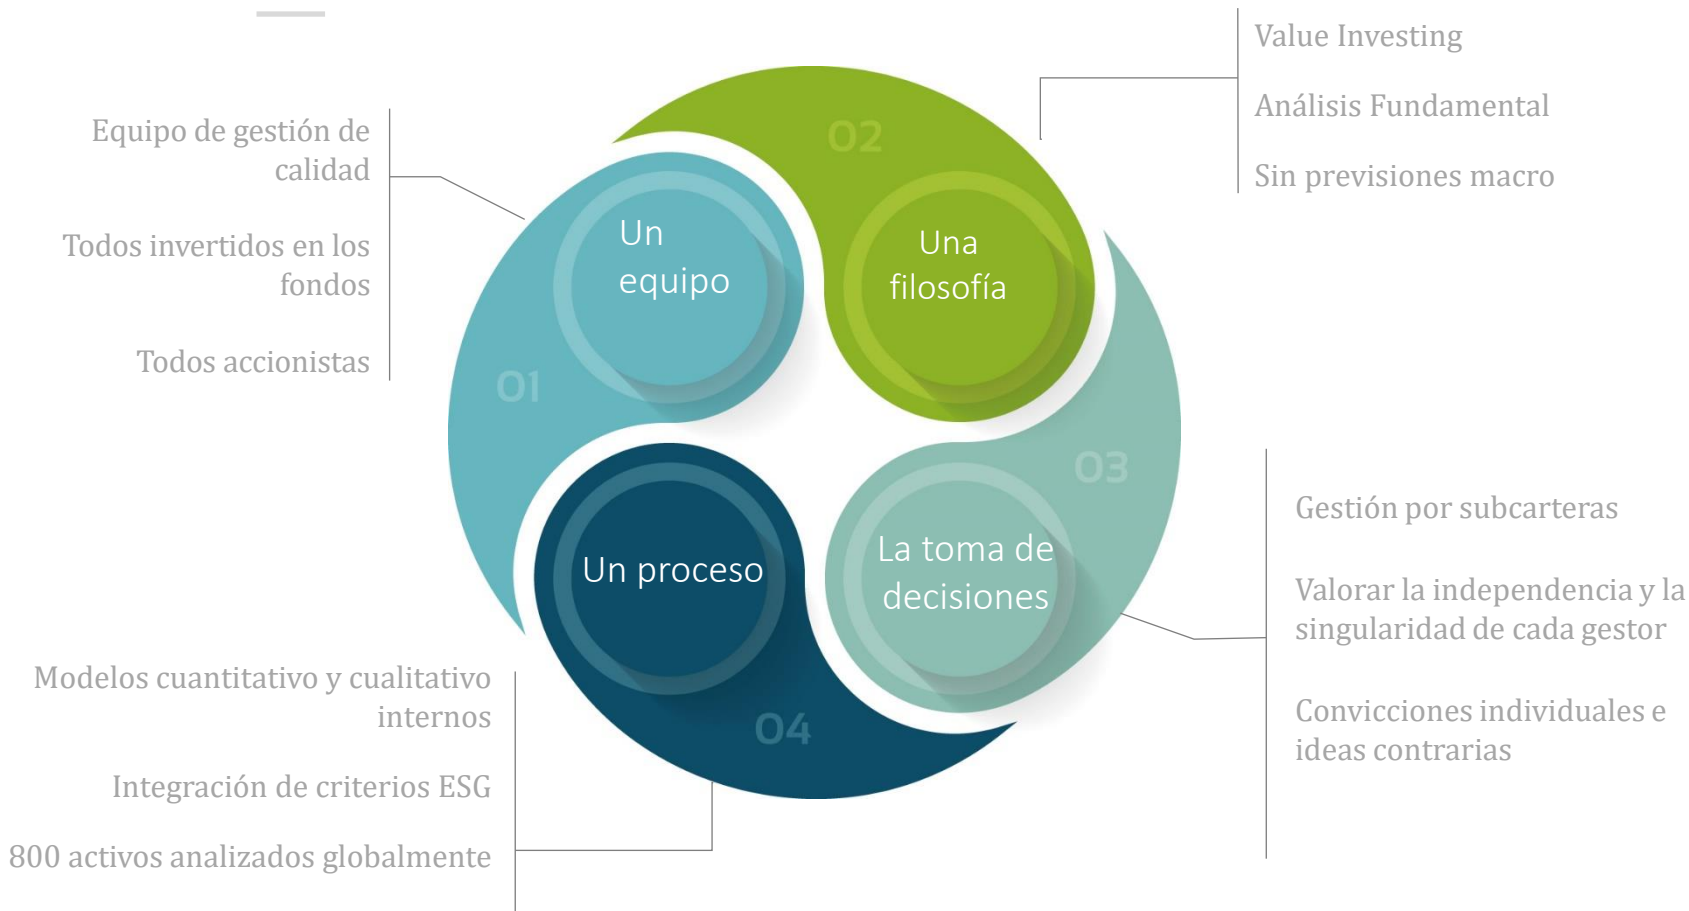 Equipo de gestión de
calidad
Todos invertidos en los
fondos
Todos accionistas
01
Un
equipo
02
Una
filosofía
Value Investing
Análisis Fundamental
Sin previsiones macro
03
La toma de
decisiones
Gestión por subcarteras
Valorar la independencia y la
singularidad de cada gestor
Convicciones individuales e
ideas contrarias
04
Un proceso
Modelos cuantitativo y cualitativo
internos
Integración de criterios ESG
800 activos analizados globalmente